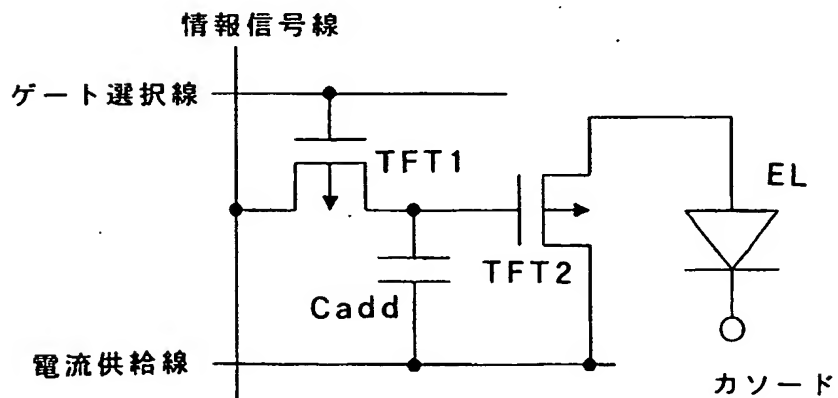 情報信号線
ゲート選択線
TFT1
EL
TFT2
Cadd
電流供給線
カソード